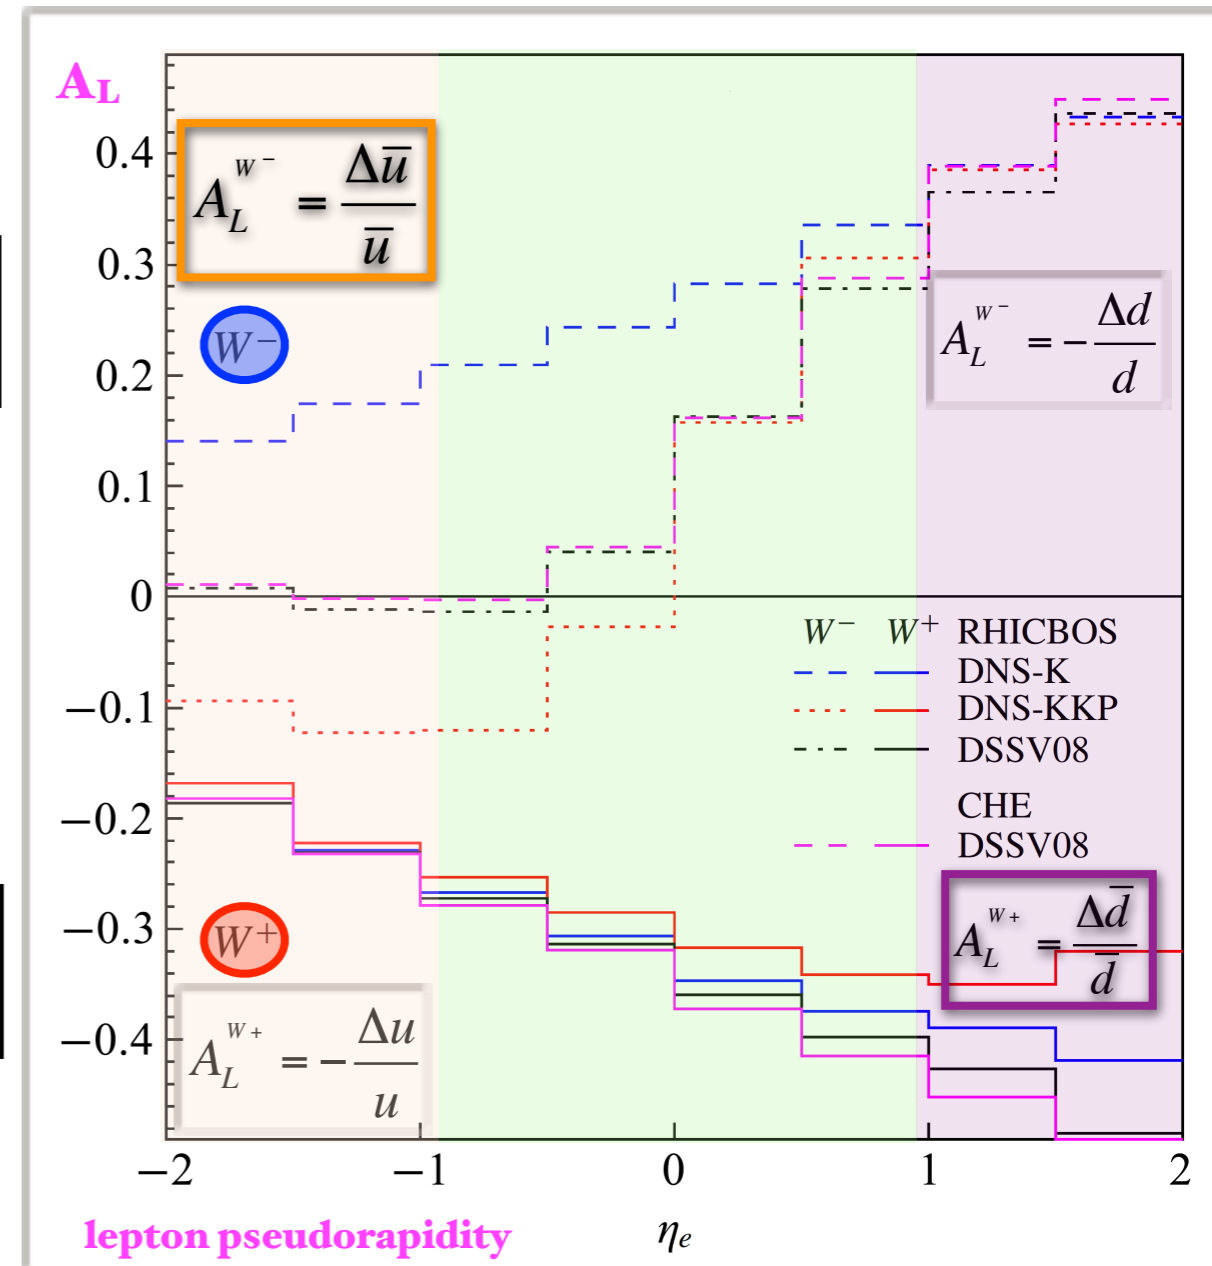 A_L
0.4
0.3
0.2
0.1
0
−0.1
−0.2
−0.3
−0.4
A_L^{W−} = Δu̅ / u̅
W−
A_L^{W−} = − Δd / d
W− W+ RHICBOS
DNS-K
DNS-KKP
DSSV08
CHE
DSSV08
W+
A_L^{W+} = Δd̅ / d̅
A_L^{W+} = − Δu / u
−2 −1 0 1 2
lepton pseudorapidity η_e